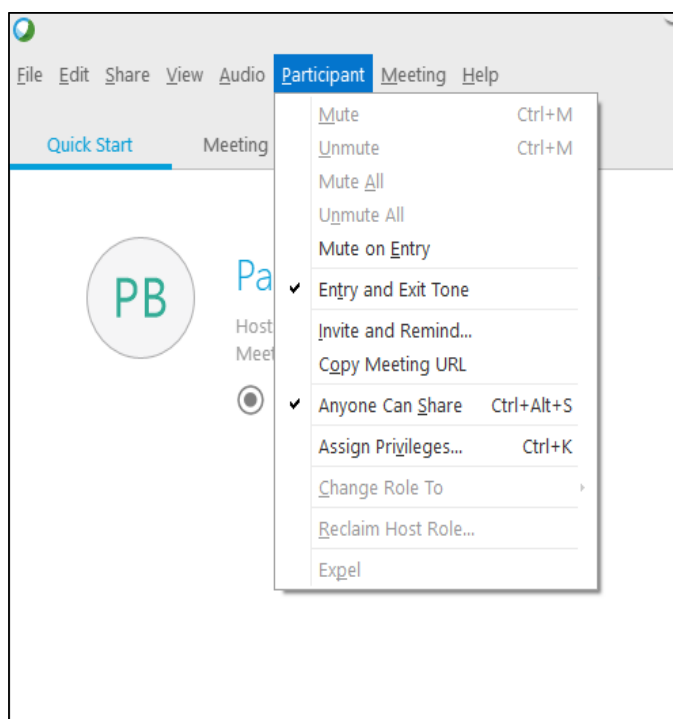 File Edit Share View Audio Participant Meeting Help
Quick Start Meeting
PB
Pa
Host
Meet
Mute Ctrl+M
Unmute Ctrl+M
Mute All
Unmute All
Mute on Entry
Entry and Exit Tone
Invite and Remind...
Copy Meeting URL
Anyone Can Share Ctrl+Alt+S
Assign Privileges... Ctrl+K
Change Role To
Reclaim Host Role...
Expel